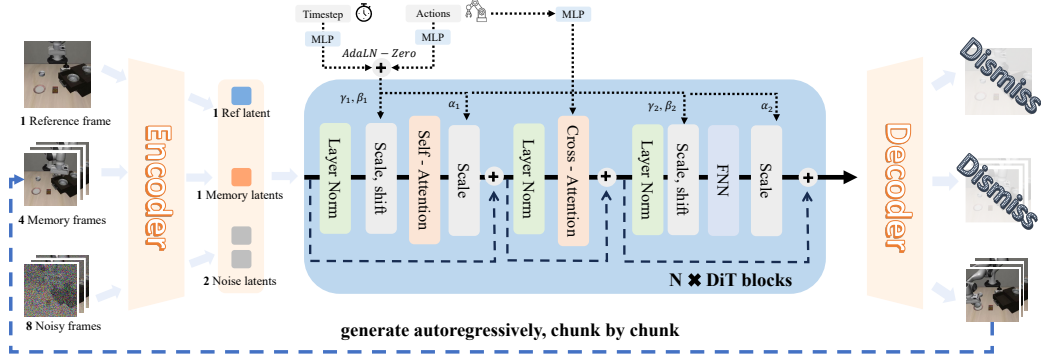 Timestep
Actions
MLP
MLP
MLP
AdaLN − Zero
γ₁, β₁
α₁
γ₂, β₂
α₂
1 Reference frame
4 Memory frames
8 Noisy frames
Encoder
1 Ref latent
1 Memory latents
2 Noise latents
Layer Norm
Scale, shift
Self - Attention
Scale
Layer Norm
Cross - Attention
Layer Norm
Scale, shift
FNN
Scale
N ✖ DiT blocks
Decoder
Dismiss
Dismiss
generate autoregressively, chunk by chunk